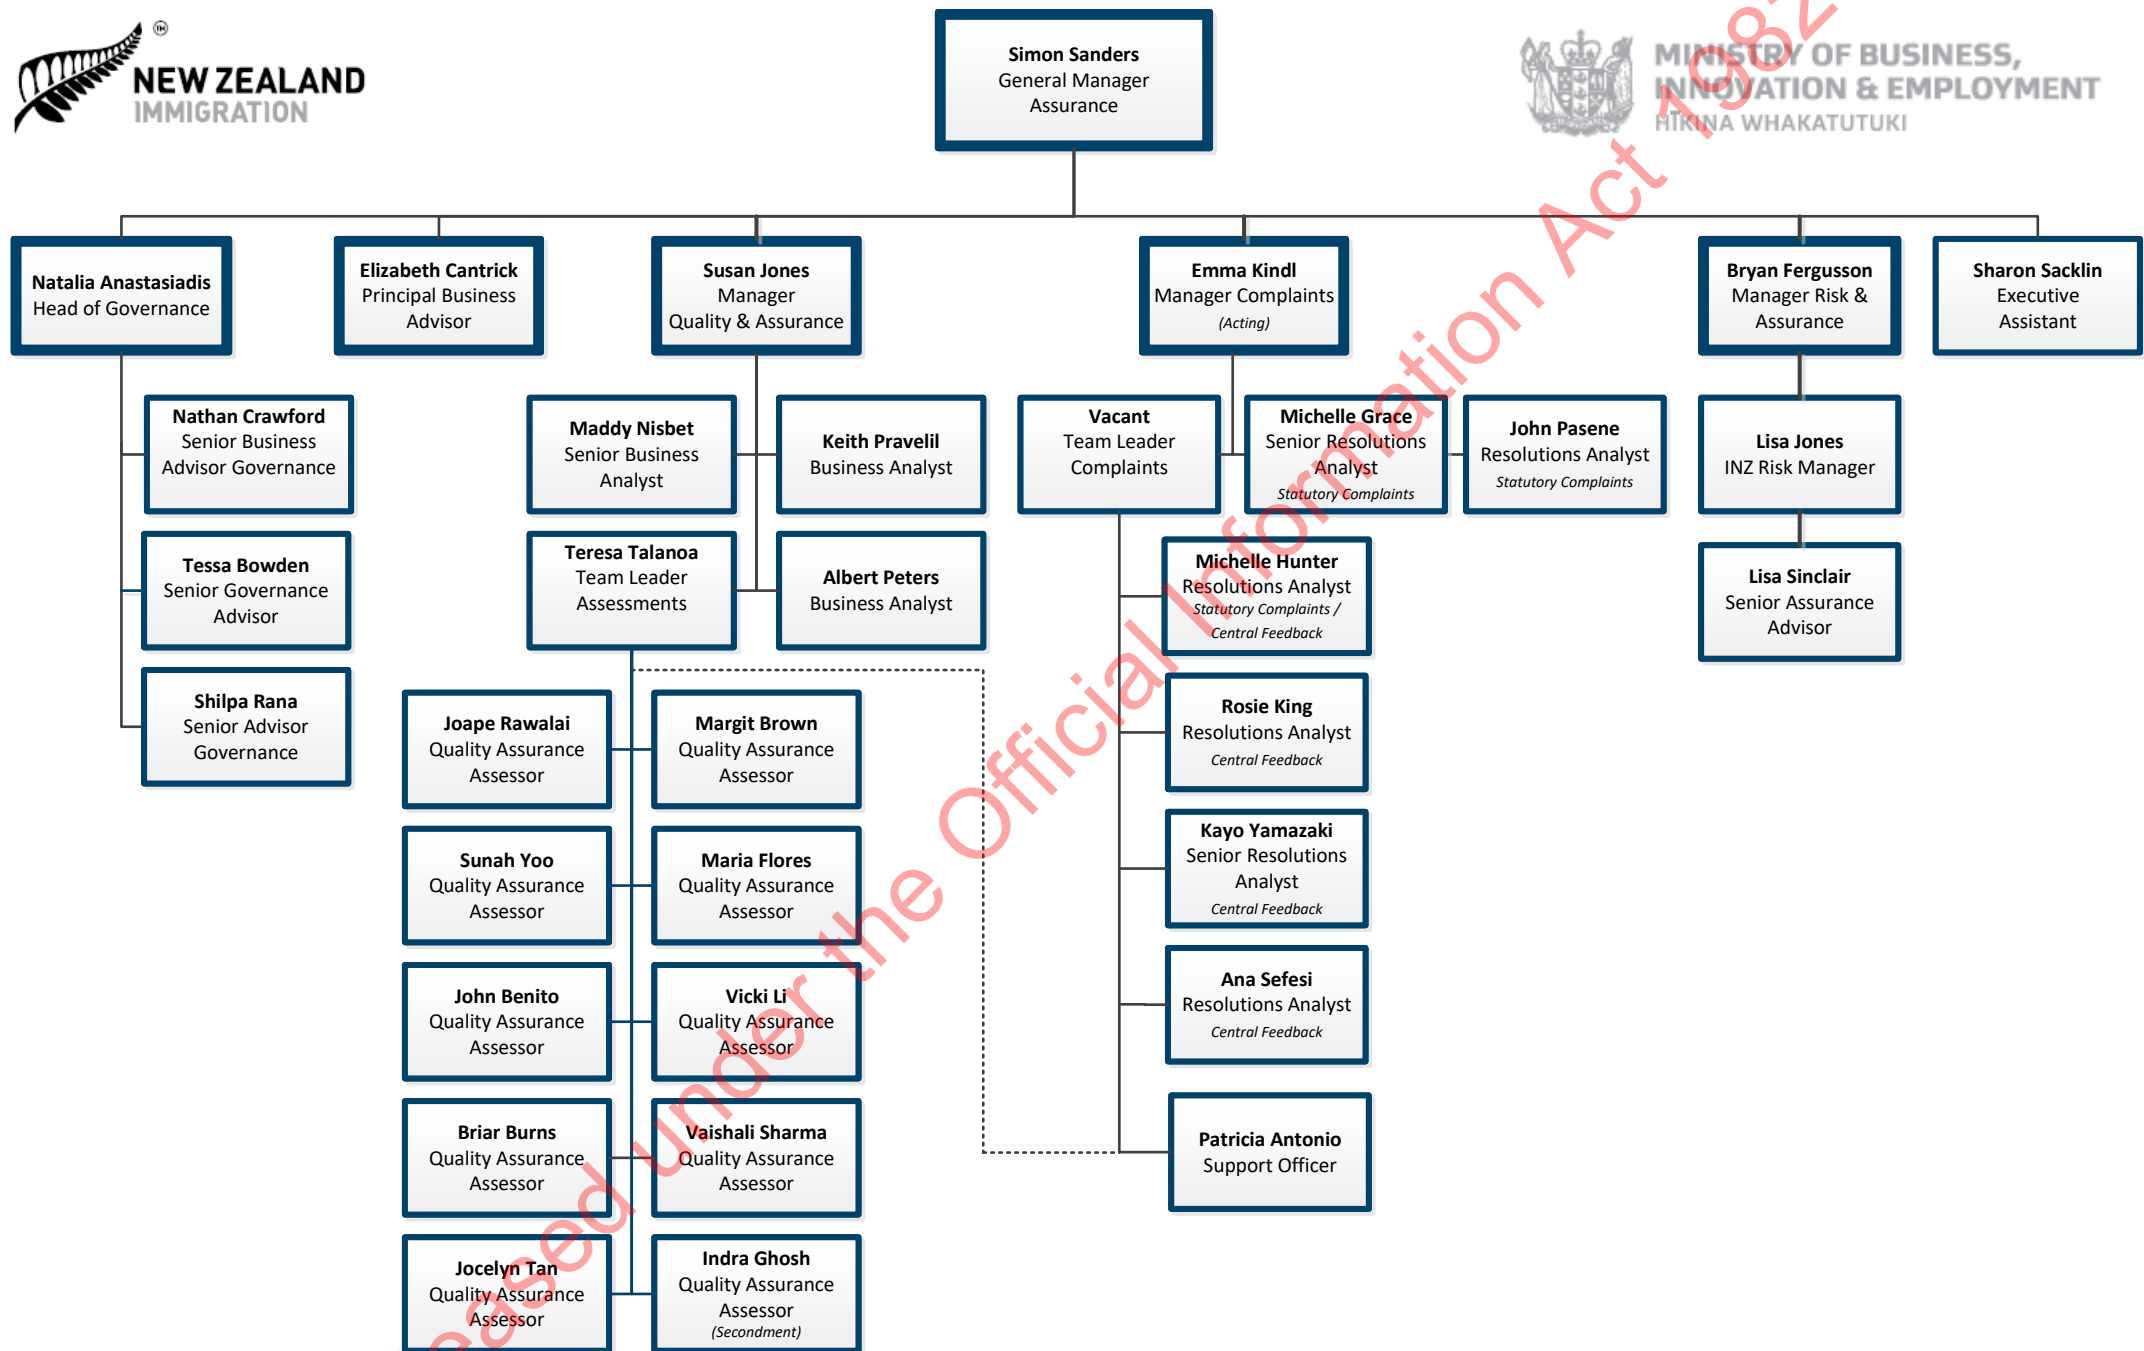 NEW ZEALAND
IMMIGRATION
Simon Sanders
General Manager
Assurance
MINISTRY OF BUSINESS,
INNOVATION & EMPLOYMENT
HĪKINA WHAKATUTUKI
Natalia Anastasiadis
Head of Governance
Elizabeth Cantrick
Principal Business
Advisor
Susan Jones
Manager
Quality & Assurance
Emma Kindl
Manager Complaints
(Acting)
Bryan Fergusson
Manager Risk &
Assurance
Sharon Sacklin
Executive
Assistant
Nathan Crawford
Senior Business
Advisor Governance
Tessa Bowden
Senior Governance
Advisor
Shilpa Rana
Senior Advisor
Governance
Maddy Nisbet
Senior Business
Analyst
Keith Pravelil
Business Analyst
Teresa Talanoa
Team Leader
Assessments
Albert Peters
Business Analyst
Joape Rawalai
Quality Assurance
Assessor
Margit Brown
Quality Assurance
Assessor
Sunah Yoo
Quality Assurance
Assessor
Maria Flores
Quality Assurance
Assessor
John Benito
Quality Assurance
Assessor
Vicki Li
Quality Assurance
Assessor
Briar Burns
Quality Assurance
Assessor
Vaishali Sharma
Quality Assurance
Assessor
Jocelyn Tan
Quality Assurance
Assessor
Indra Ghosh
Quality Assurance
Assessor
(Secondment)
Vacant
Team Leader
Complaints
Michelle Grace
Senior Resolutions
Analyst
Statutory Complaints
John Pasene
Resolutions Analyst
Statutory Complaints
Michelle Hunter
Resolutions Analyst
Statutory Complaints /
Central Feedback
Rosie King
Resolutions Analyst
Central Feedback
Kayo Yamazaki
Senior Resolutions
Analyst
Central Feedback
Ana Sefesi
Resolutions Analyst
Central Feedback
Patricia Antonio
Support Officer
Lisa Jones
INZ Risk Manager
Lisa Sinclair
Senior Assurance
Advisor
eased under the Official Information Act 1982